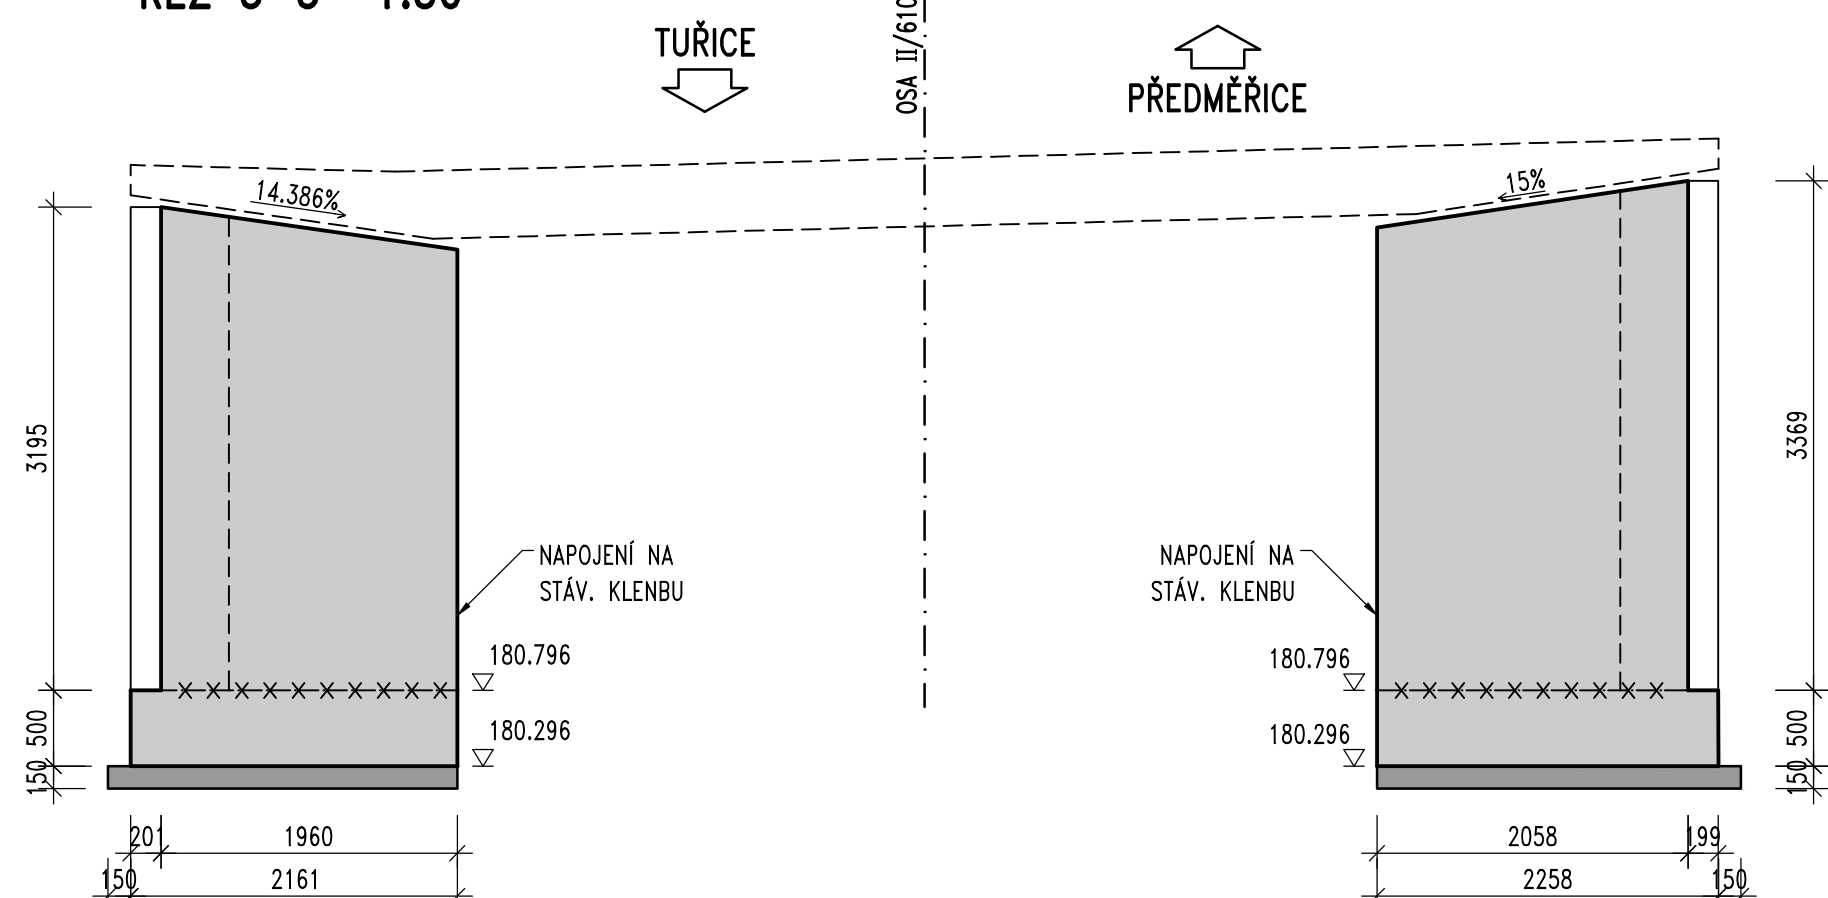 TUŘICE
OSA II/610
PŘEDMĚŘICE
14.386%
15%
3195
3369
NAPOJENÍ NA
STÁV. KLENBU
NAPOJENÍ NA
STÁV. KLENBU
180.796
180.796
180.296
180.296
500
150
500
150
201
1960
2058
199
150
2161
2258
150